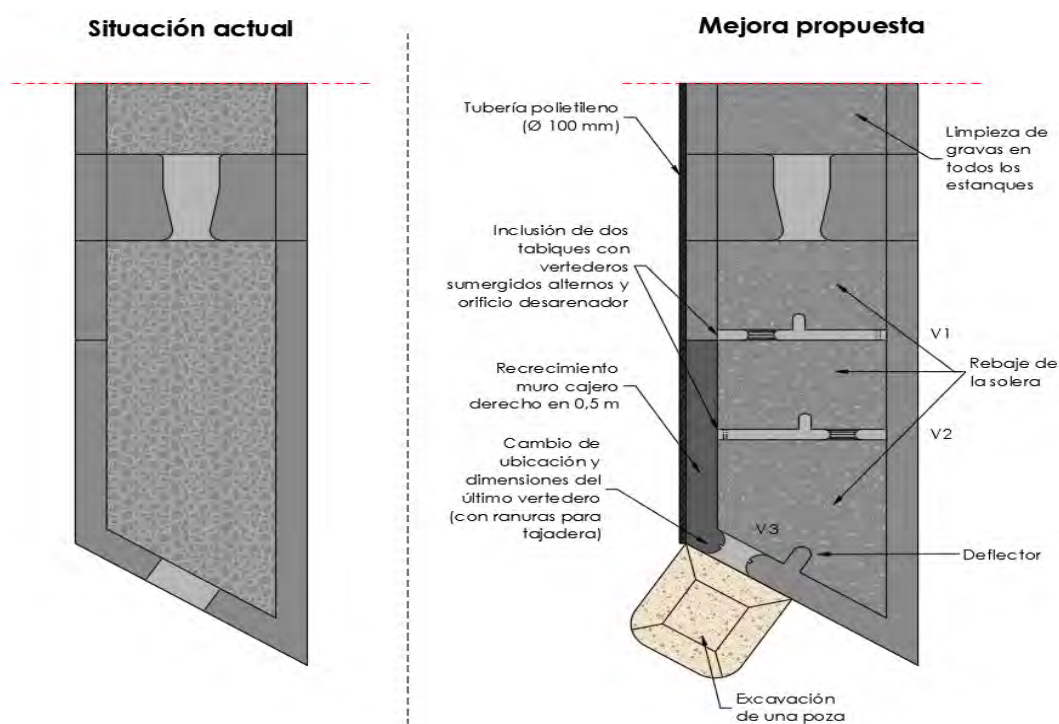 Situación actual
Mejora propuesta
Tubería polietileno
(Ø 100 mm)
Limpieza de
gravas en
todos los
estanques
Inclusión de dos
tabiques con
vertederos
sumergidos alternos y
orificio desarenador
V1
Rebaje de
la solera
Recrecimiento
muro cajero
derecho en 0,5 m
V2
Cambio de
ubicación y
dimensiones del
último vertedero
(con ranuras para
tajadera)
V3
Deflector
Excavación
de una poza